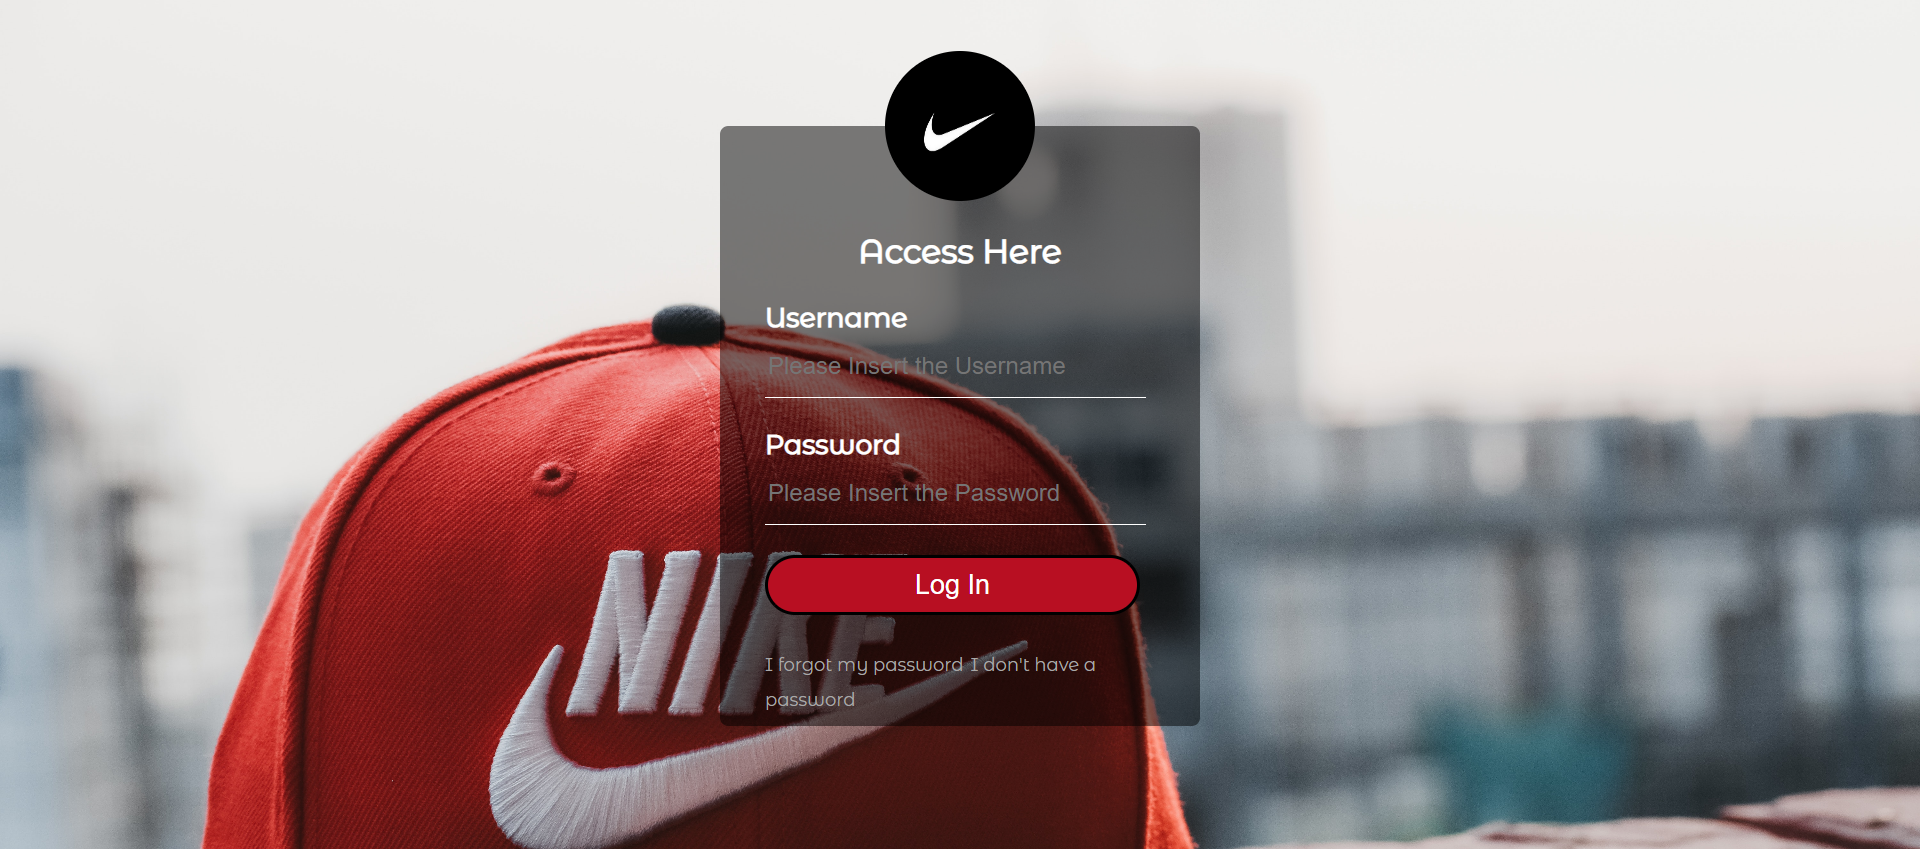 Access Here
Username
Please Insert the Username
Password
Please Insert the Password
Log In
NIKE
I forgot my password I don't have a
password